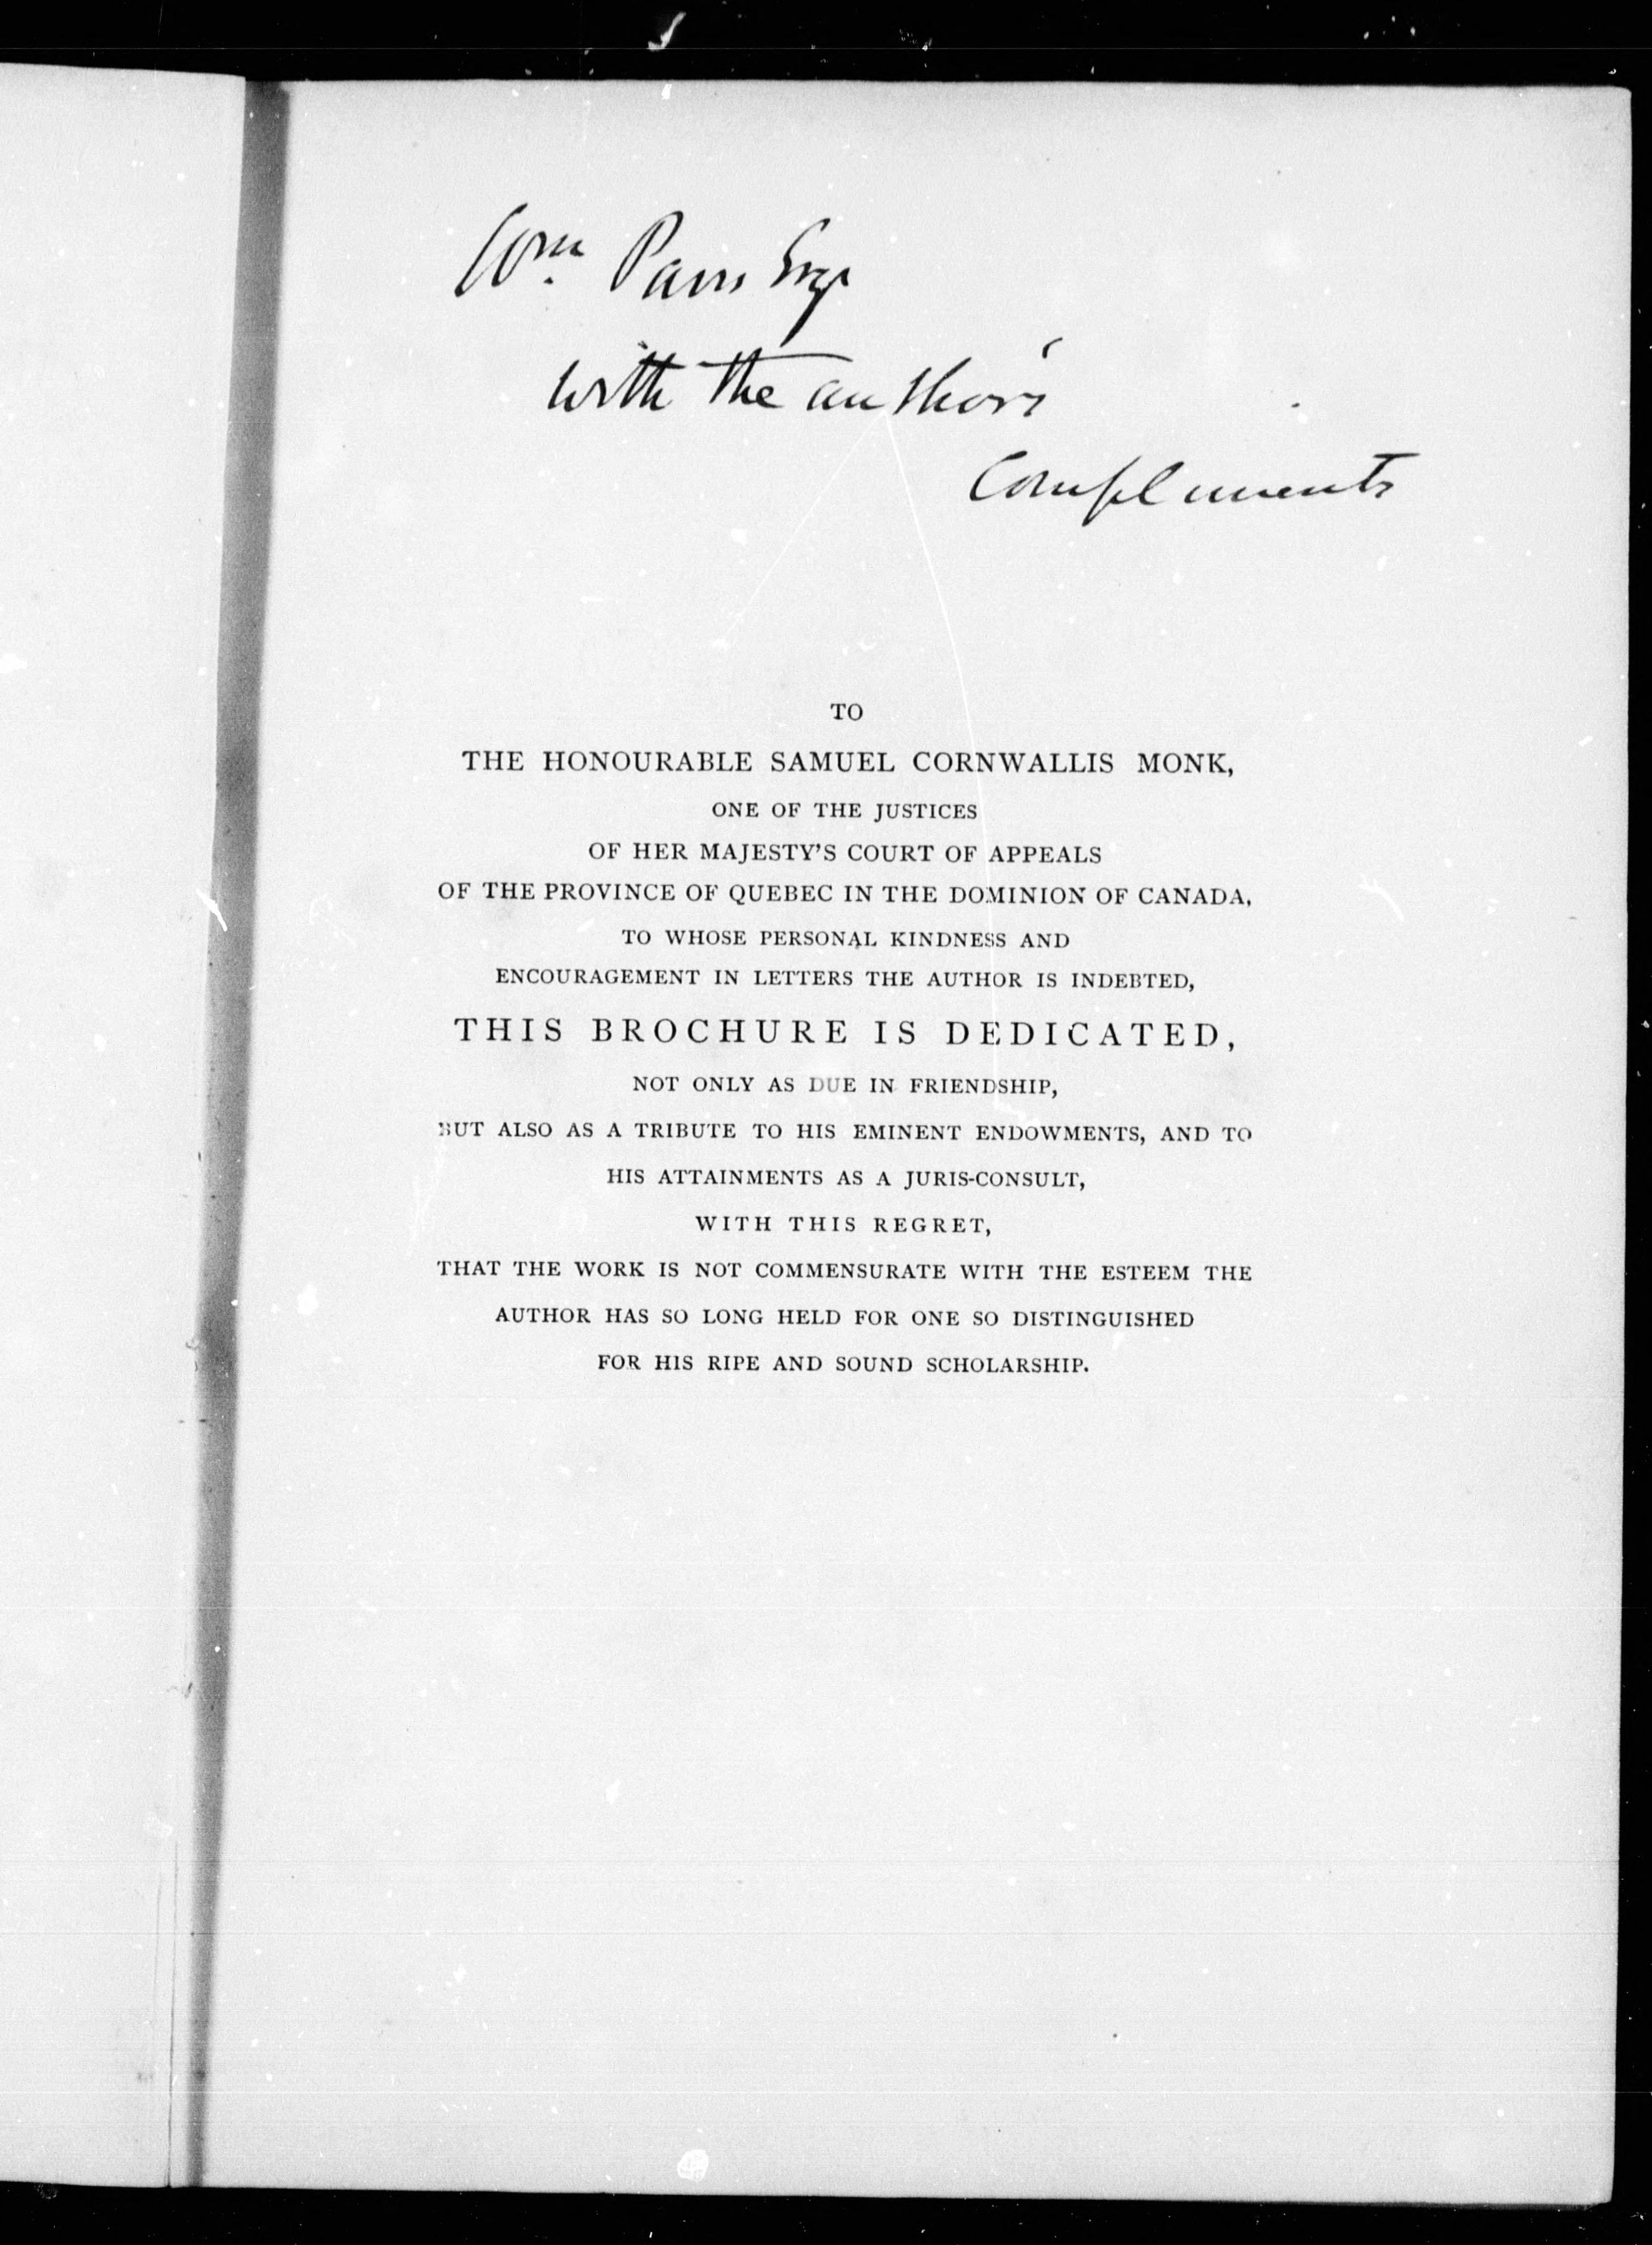 Wm. Esqr
with the author's
Compliments
TO
THE HONOURABLE SAMUEL CORNWALLIS MONK,
ONE OF THE JUSTICES
OF HER MAJESTY'S COURT OF APPEALS
OF THE PROVINCE OF QUEBEC IN THE DOMINION OF CANADA,
TO WHOSE PERSONAL KINDNESS AND
ENCOURAGEMENT IN LETTERS THE AUTHOR IS INDEBTED,
THIS BROCHURE IS DEDICATED,
NOT ONLY AS DUE IN FRIENDSHIP,
BUT ALSO AS A TRIBUTE TO HIS EMINENT ENDOWMENTS, AND TO
HIS ATTAINMENTS AS A JURIS-CONSULT,
WITH THIS REGRET,
THAT THE WORK IS NOT COMMENSURATE WITH THE ESTEEM THE
AUTHOR HAS SO LONG HELD FOR ONE SO DISTINGUISHED
FOR HIS RIPE AND SOUND SCHOLARSHIP.